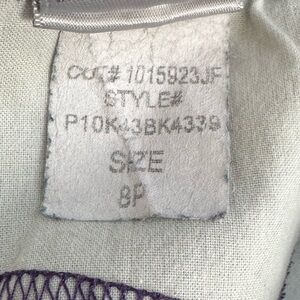 CUT# 1015923JF
STYLE#
P10K43BK4339
SIZE
8P